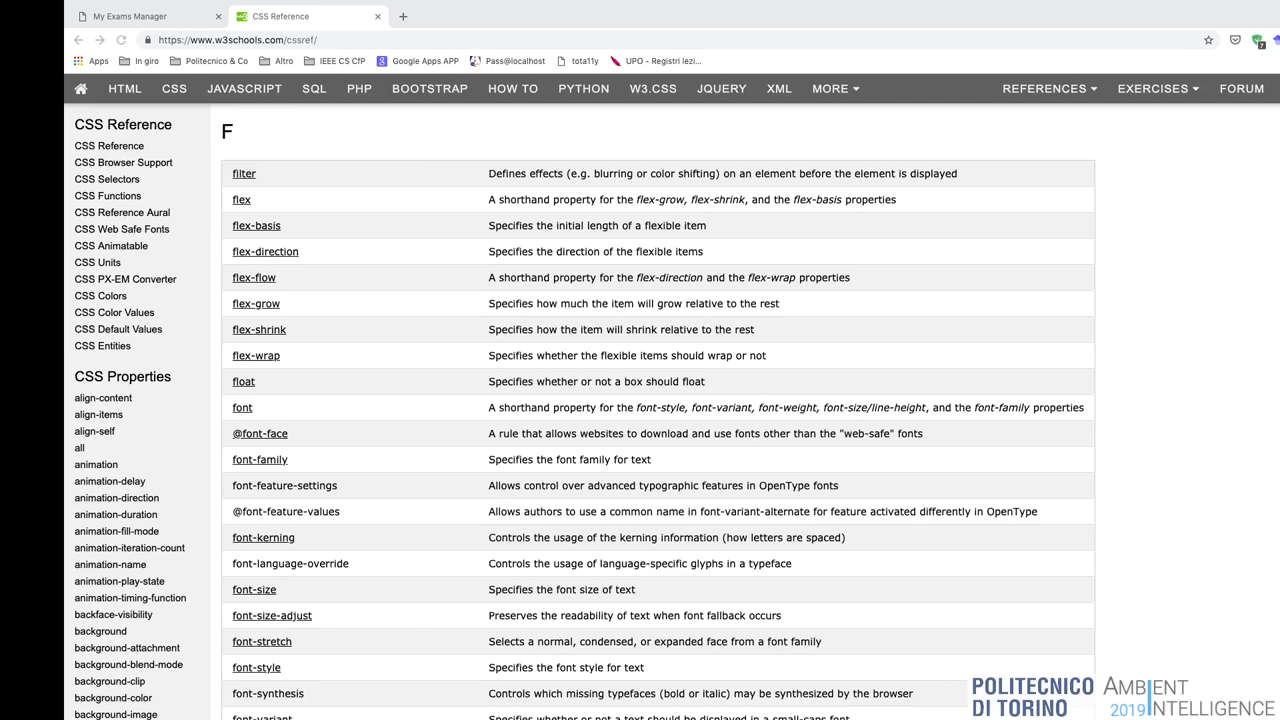 My Exams Manager
CSS Reference
https://www.w3schools.com/cssref/
7
Apps
In giro
Politecnico & Co
Altro
IEEE CS CfP
Google Apps APP
Pass@localhost
tota11y
UPO - Registri lezi...
HTML CSS JAVASCRIPT SQL PHP BOOTSTRAP HOW TO PYTHON W3.CSS JQUERY XML MORE REFERENCES EXERCISES FORUM
CSS Reference
CSS Reference
CSS Browser Support
CSS Selectors
CSS Functions
CSS Reference Aural
CSS Web Safe Fonts
CSS Animatable
CSS Units
CSS PX-EM Converter
CSS Colors
CSS Color Values
CSS Default Values
CSS Entities
CSS Properties
align-content
align-items
align-self
all
animation
animation-delay
animation-direction
animation-duration
animation-fill-mode
animation-iteration-count
animation-name
animation-play-state
animation-timing-function
backface-visibility
background
background-attachment
background-blend-mode
background-clip
background-color
background-image
F
filter Defines effects (e.g. blurring or color shifting) on an element before the element is displayed
flex A shorthand property for the flex-grow, flex-shrink, and the flex-basis properties
flex-basis Specifies the initial length of a flexible item
flex-direction Specifies the direction of the flexible items
flex-flow A shorthand property for the flex-direction and the flex-wrap properties
flex-grow Specifies how much the item will grow relative to the rest
flex-shrink Specifies how the item will shrink relative to the rest
flex-wrap Specifies whether the flexible items should wrap or not
float Specifies whether or not a box should float
font A shorthand property for the font-style, font-variant, font-weight, font-size/line-height, and the font-family properties
@font-face A rule that allows websites to download and use fonts other than the "web-safe" fonts
font-family Specifies the font family for text
font-feature-settings Allows control over advanced typographic features in OpenType fonts
@font-feature-values Allows authors to use a common name in font-variant-alternate for feature activated differently in OpenType
font-kerning Controls the usage of the kerning information (how letters are spaced)
font-language-override Controls the usage of language-specific glyphs in a typeface
font-size Specifies the font size of text
font-size-adjust Preserves the readability of text when font fallback occurs
font-stretch Selects a normal, condensed, or expanded face from a font family
font-style Specifies the font style for text
font-synthesis Controls which missing typefaces (bold or italic) may be synthesized by the browser
font-variant Specifies whether or not a text should be displayed in a small-caps font
POLITECNICO
DI TORINO
AMBIENT
2019 INTELLIGENCE